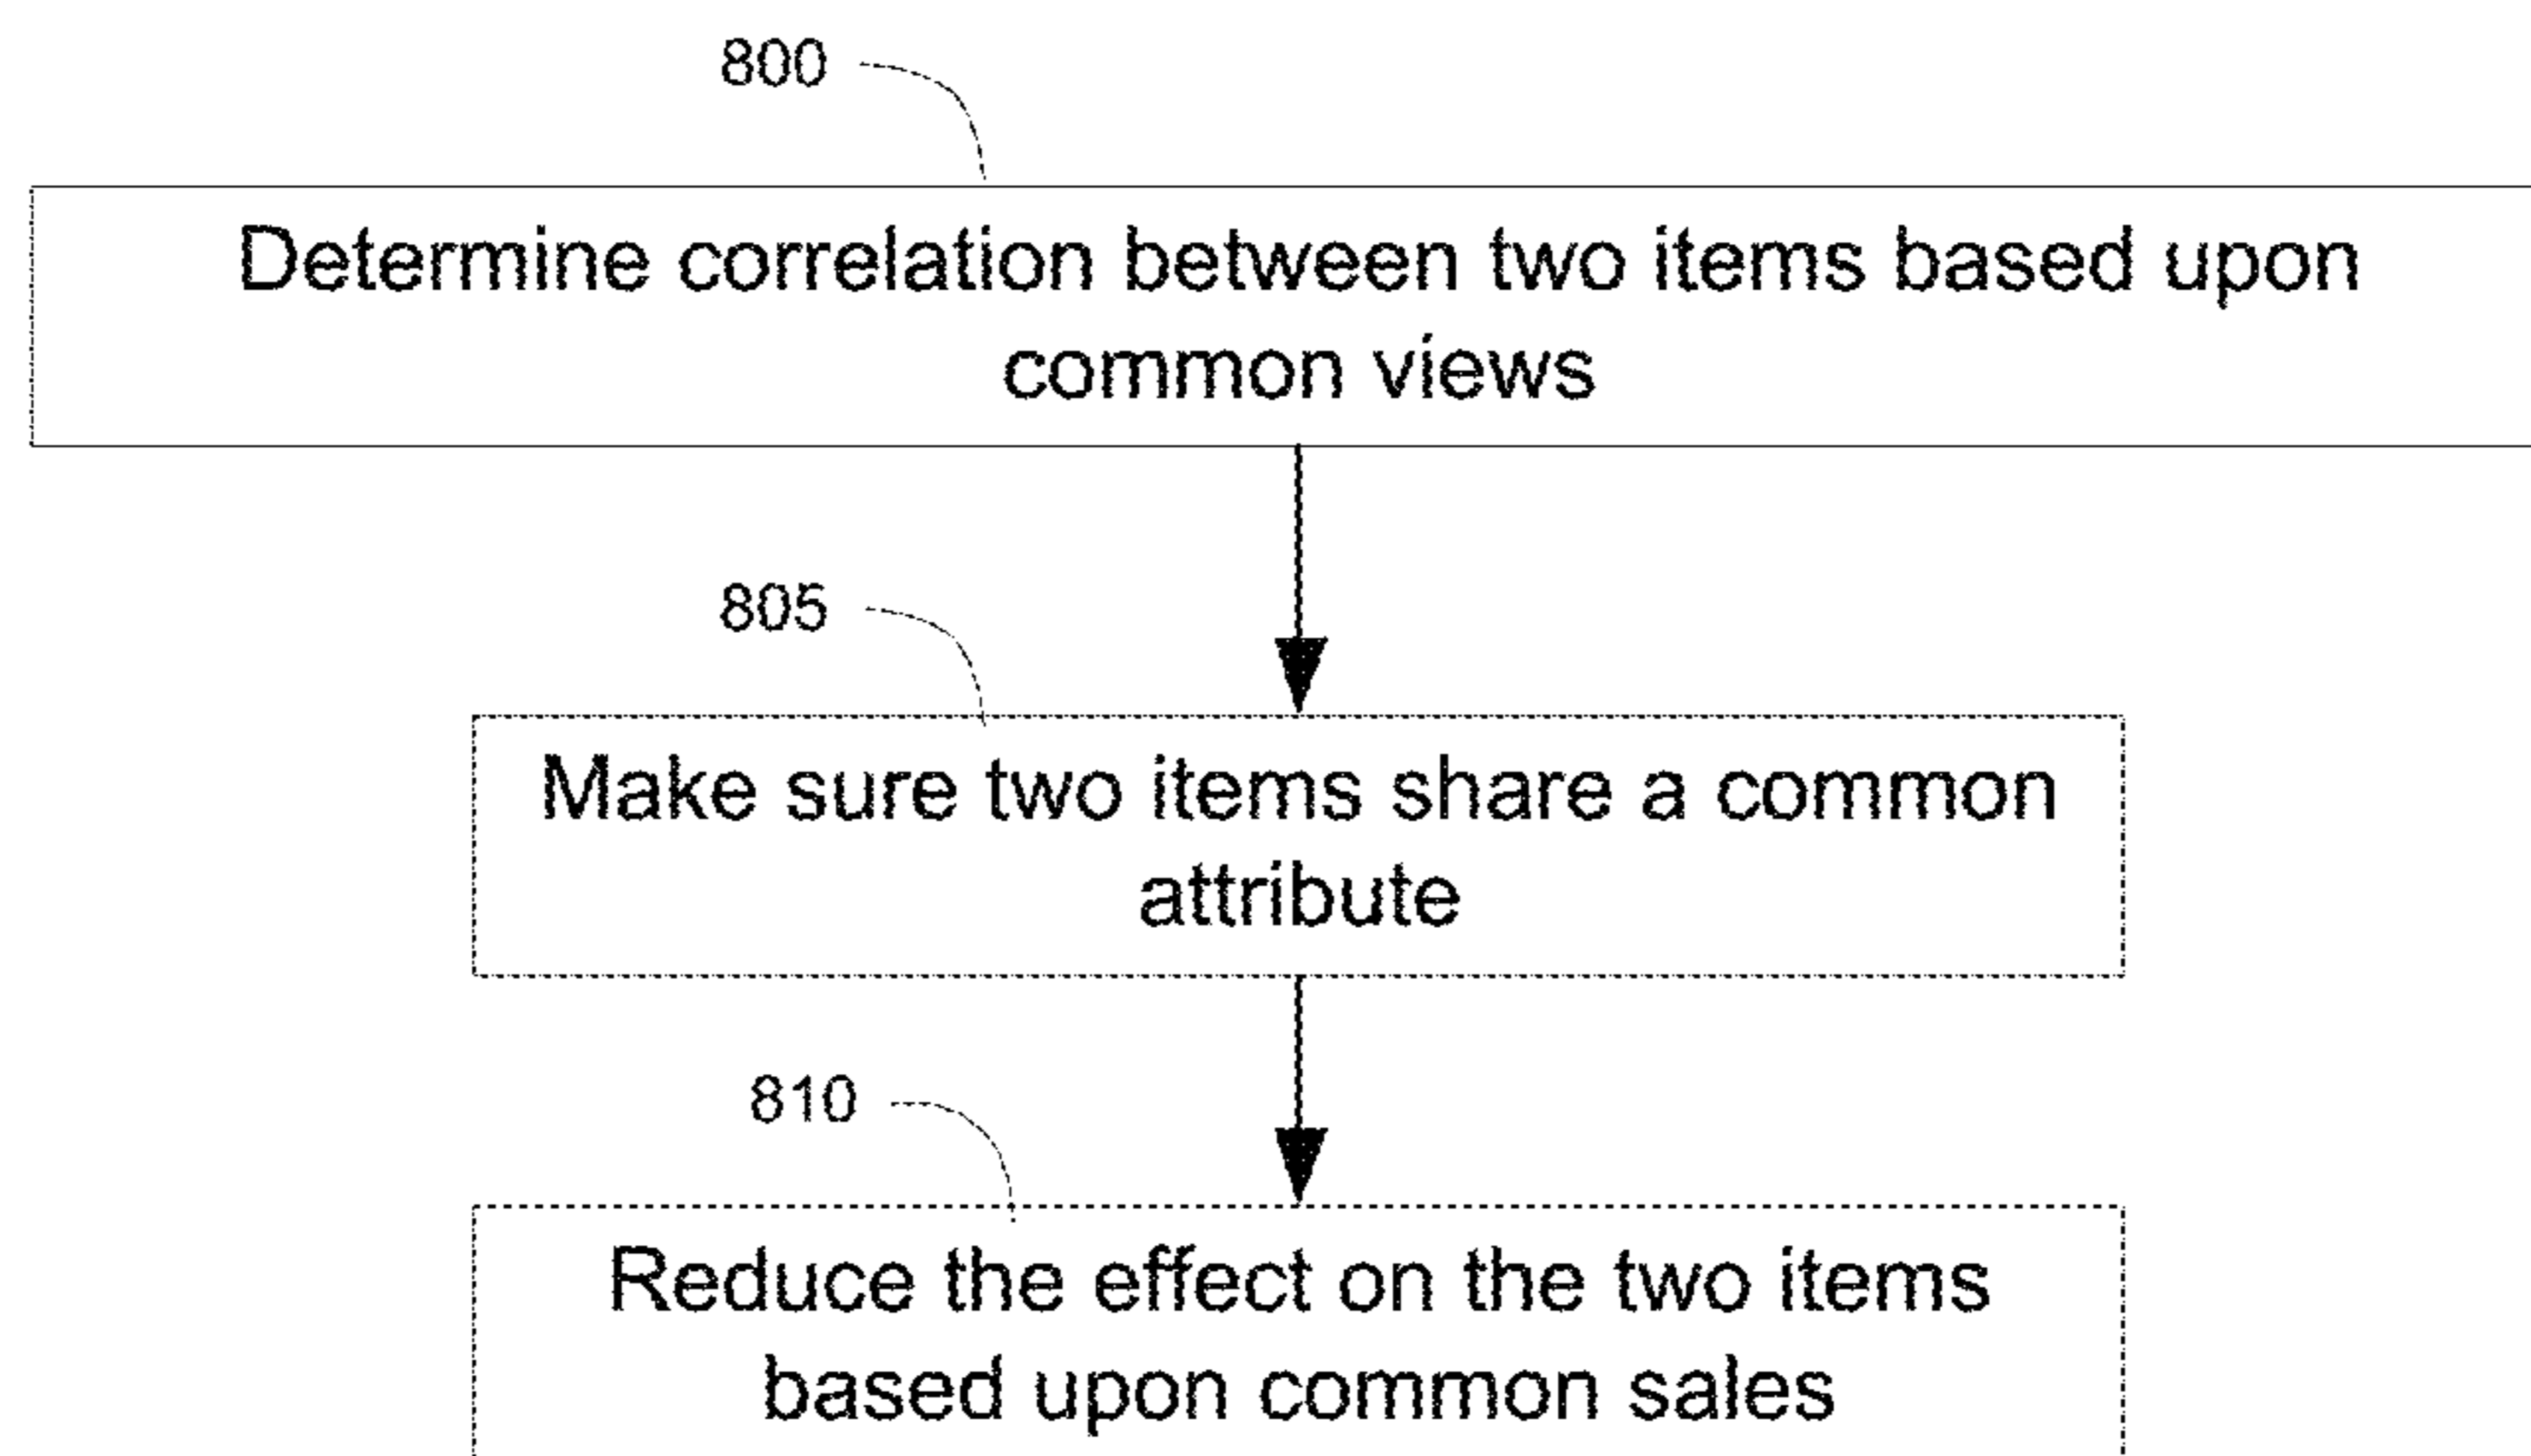 800
Determine correlation between two items based upon
common views
805
Make sure two items share a common
attribute
810
Reduce the effect on the two items
based upon common sales